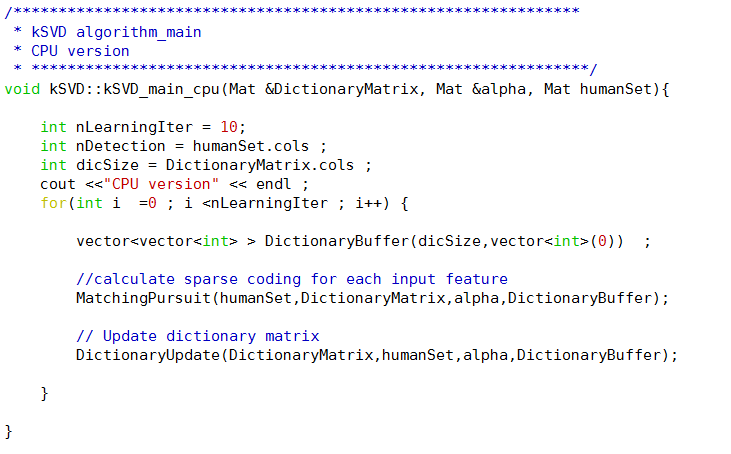 /***************************************************************
 * kSVD algorithm_main
 * CPU version
 * **************************************************************/
void kSVD::kSVD_main_cpu(Mat &DictionaryMatrix, Mat &alpha, Mat humanSet){
    int nLearningIter = 10;
    int nDetection = humanSet.cols ;
    int dicSize = DictionaryMatrix.cols ;
    cout <<"CPU version" << endl ;
    for(int i  =0 ; i <nLearningIter ; i++) {
        vector<vector<int> > DictionaryBuffer(dicSize,vector<int>(0))  ;
        //calculate sparse coding for each input feature
        MatchingPursuit(humanSet,DictionaryMatrix,alpha,DictionaryBuffer);
        // Update dictionary matrix
        DictionaryUpdate(DictionaryMatrix,humanSet,alpha,DictionaryBuffer);
    }
}